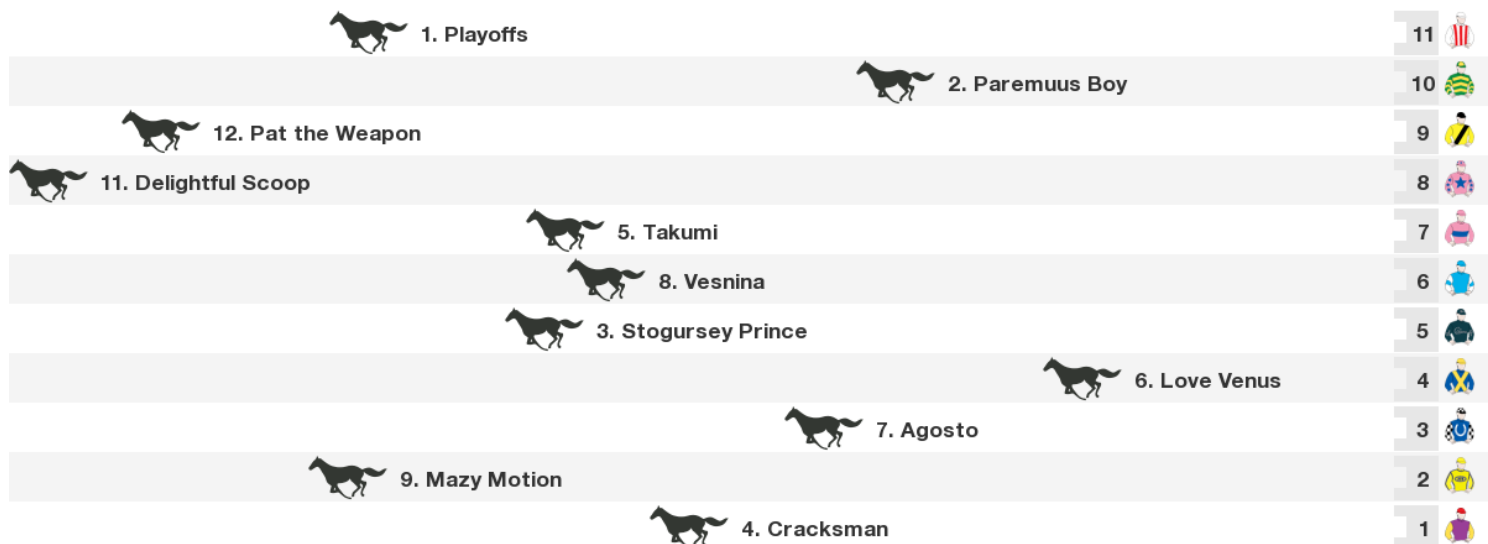 1. Playoffs 11
2. Paremuus Boy 10
12. Pat the Weapon 9
11. Delightful Scoop 8
5. Takumi 7
8. Vesnina 6
3. Stogursey Prince 5
6. Love Venus 4
7. Agosto 3
9. Mazy Motion 2
4. Cracksman 1